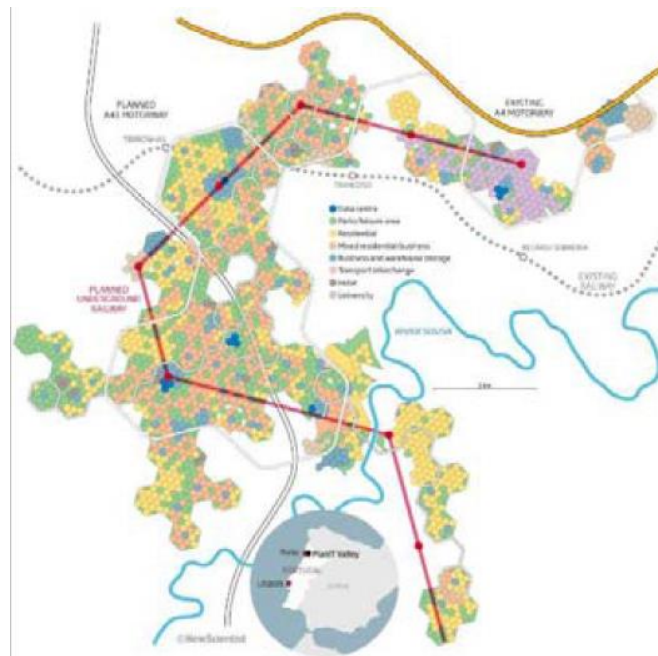 PLANNED
A41 MOTORWAY
EXISTING
A4 MOTORWAY
TRANCOSO
Data centre
Parks/leisure area
Residential
Mixed residential/business
Business and warehouse storage
Transport interchange
Hotel
University
EXISTING
RAILWAY
PLANNED
UNDERGROUND
RAILWAY
RIVER SOUSA
Porto
PlanIT Valley
PORTUGAL
LISBON
SPAIN
©NewScientist